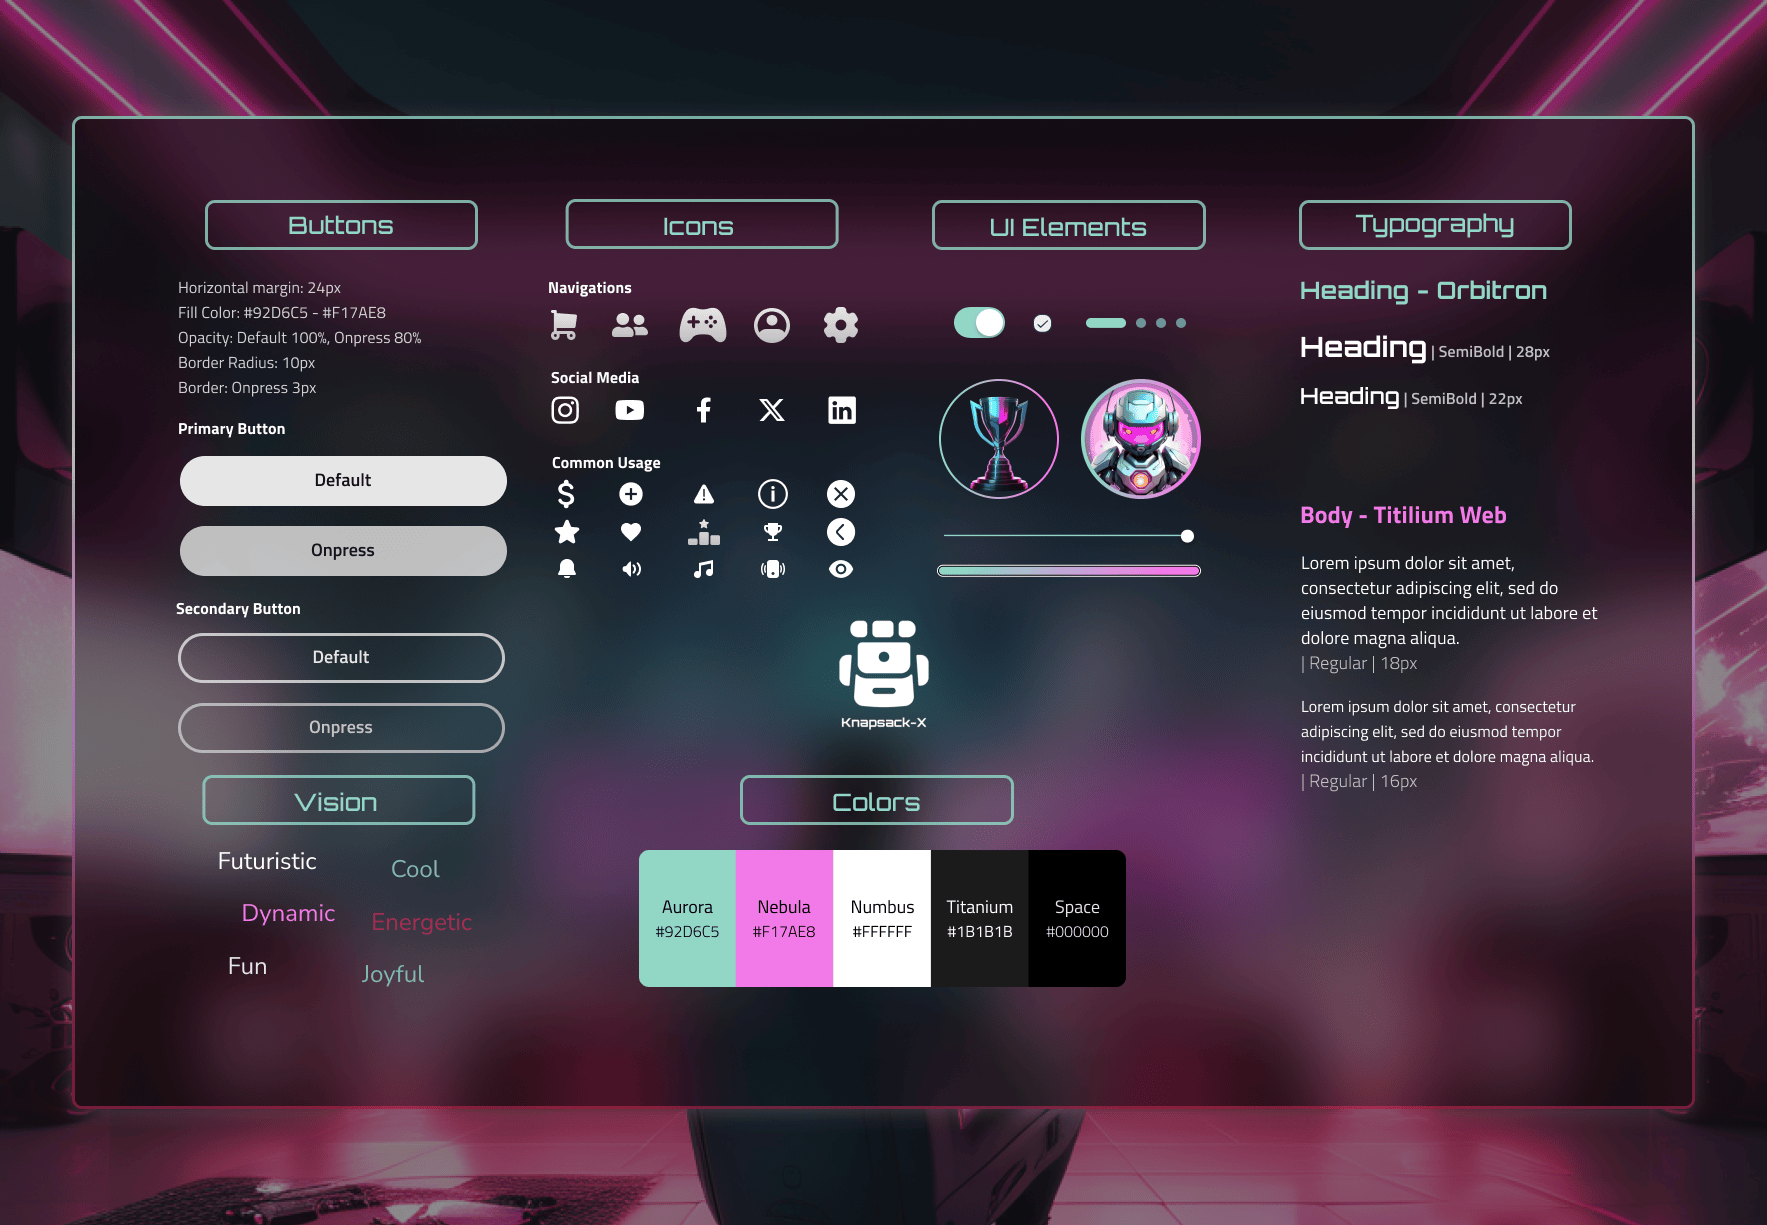 Buttons
Horizontal margin: 24px
Fill Color: #92D6C5 - #F17AE8
Opacity: Default 100%, Onpress 80%
Border Radius: 10px
Border: Onpress 3px
Primary Button
Default
Onpress
Secondary Button
Default
Onpress
Icons
Navigations
Social Media
Common Usage
UI Elements
Typography
Heading - Orbitron
Heading | SemiBold | 28px
Heading | SemiBold | 22px
Body - Titilium Web
Lorem ipsum dolor sit amet,
consectetur adipiscing elit, sed do
eiusmod tempor incididunt ut labore et
dolore magna aliqua.
| Regular | 18px
Lorem ipsum dolor sit amet, consectetur
adipiscing elit, sed do eiusmod tempor
incididunt ut labore et dolore magna aliqua.
| Regular | 16px
Knapsack-X
Vision
Futuristic
Cool
Dynamic
Energetic
Fun
Joyful
Colors
Aurora
#92D6C5
Nebula
#F17AE8
Numbus
#FFFFFF
Titanium
#1B1B1B
Space
#000000